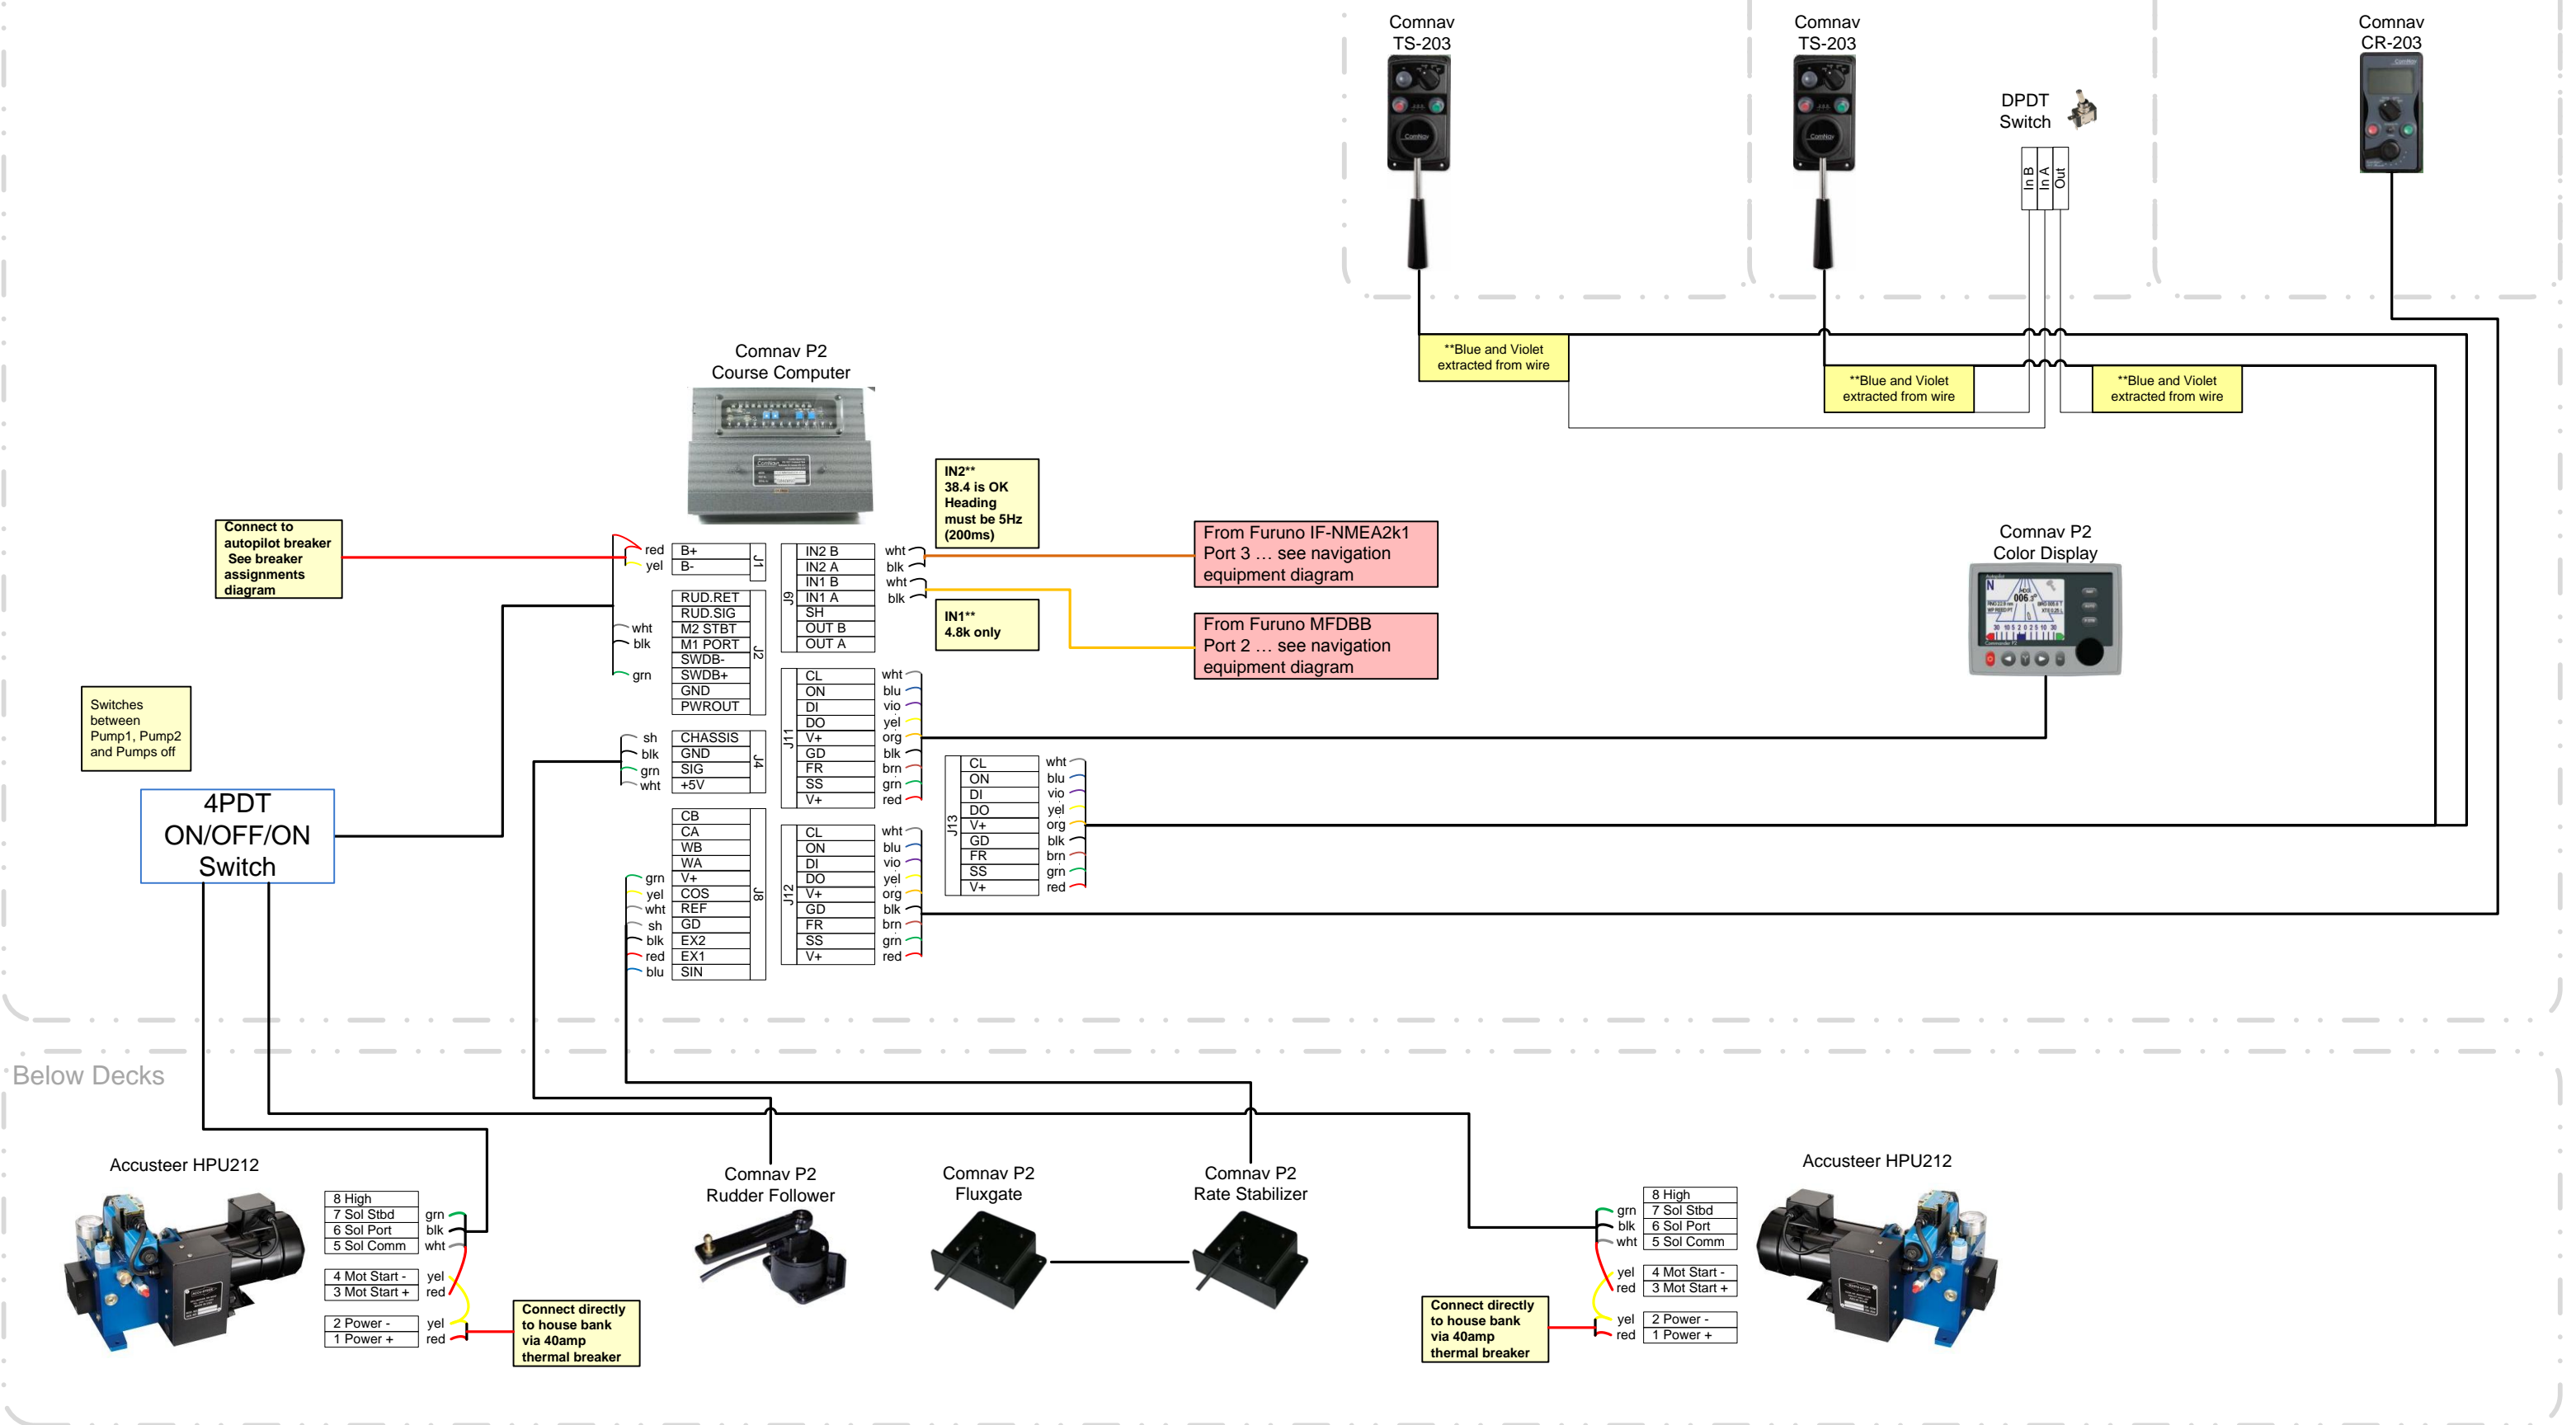 Comnav
TS-203
Comnav
TS-203
Comnav
CR-203
DPDT
Switch
In B
In A
Out
**Blue and Violet
extracted from wire
**Blue and Violet
extracted from wire
**Blue and Violet
extracted from wire
Comnav P2
Course Computer
IN2**
38.4 is OK
Heading
must be 5Hz
(200ms)
Connect to
autopilot breaker
See breaker
assignments
diagram
From Furuno IF-NMEA2k1
Port 3 … see navigation
equipment diagram
IN1**
4.8k only
From Furuno MFDBB
Port 2 … see navigation
equipment diagram
Comnav P2
Color Display
N
006.3°
red B+
yel B-
J1
RUD.RET
RUD.SIG
wht M2 STBT
blk M1 PORT
SWDB-
grn SWDB+
GND
PWROUT
J2
sh CHASSIS
blk GND
grn SIG
wht +5V
J4
CB
CA
WB
WA
grn V+
yel COS
wht REF
sh GD
blk EX2
red EX1
blu SIN
J8
J9
IN2 B wht
IN2 A blk
IN1 B wht
IN1 A blk
SH
OUT B
OUT A
J11
CL wht
ON blu
DI vio
DO yel
V+ org
GD blk
FR brn
SS grn
V+ red
J12
CL wht
ON blu
DI vio
DO yel
V+ org
GD blk
FR brn
SS grn
V+ red
J13
CL wht
ON blu
DI vio
DO yel
V+ org
GD blk
FR brn
SS grn
V+ red
Switches
between
Pump1, Pump2
and Pumps off
4PDT
ON/OFF/ON
Switch
Below Decks
Accusteer HPU212
8 High
7 Sol Stbd grn
6 Sol Port blk
5 Sol Comm wht
4 Mot Start - yel
3 Mot Start + red
2 Power - yel
1 Power + red
Connect directly
to house bank
via 40amp
thermal breaker
Comnav P2
Rudder Follower
Comnav P2
Fluxgate
Comnav P2
Rate Stabilizer
Connect directly
to house bank
via 40amp
thermal breaker
8 High
grn 7 Sol Stbd
blk 6 Sol Port
wht 5 Sol Comm
yel 4 Mot Start -
red 3 Mot Start +
yel 2 Power -
red 1 Power +
Accusteer HPU212